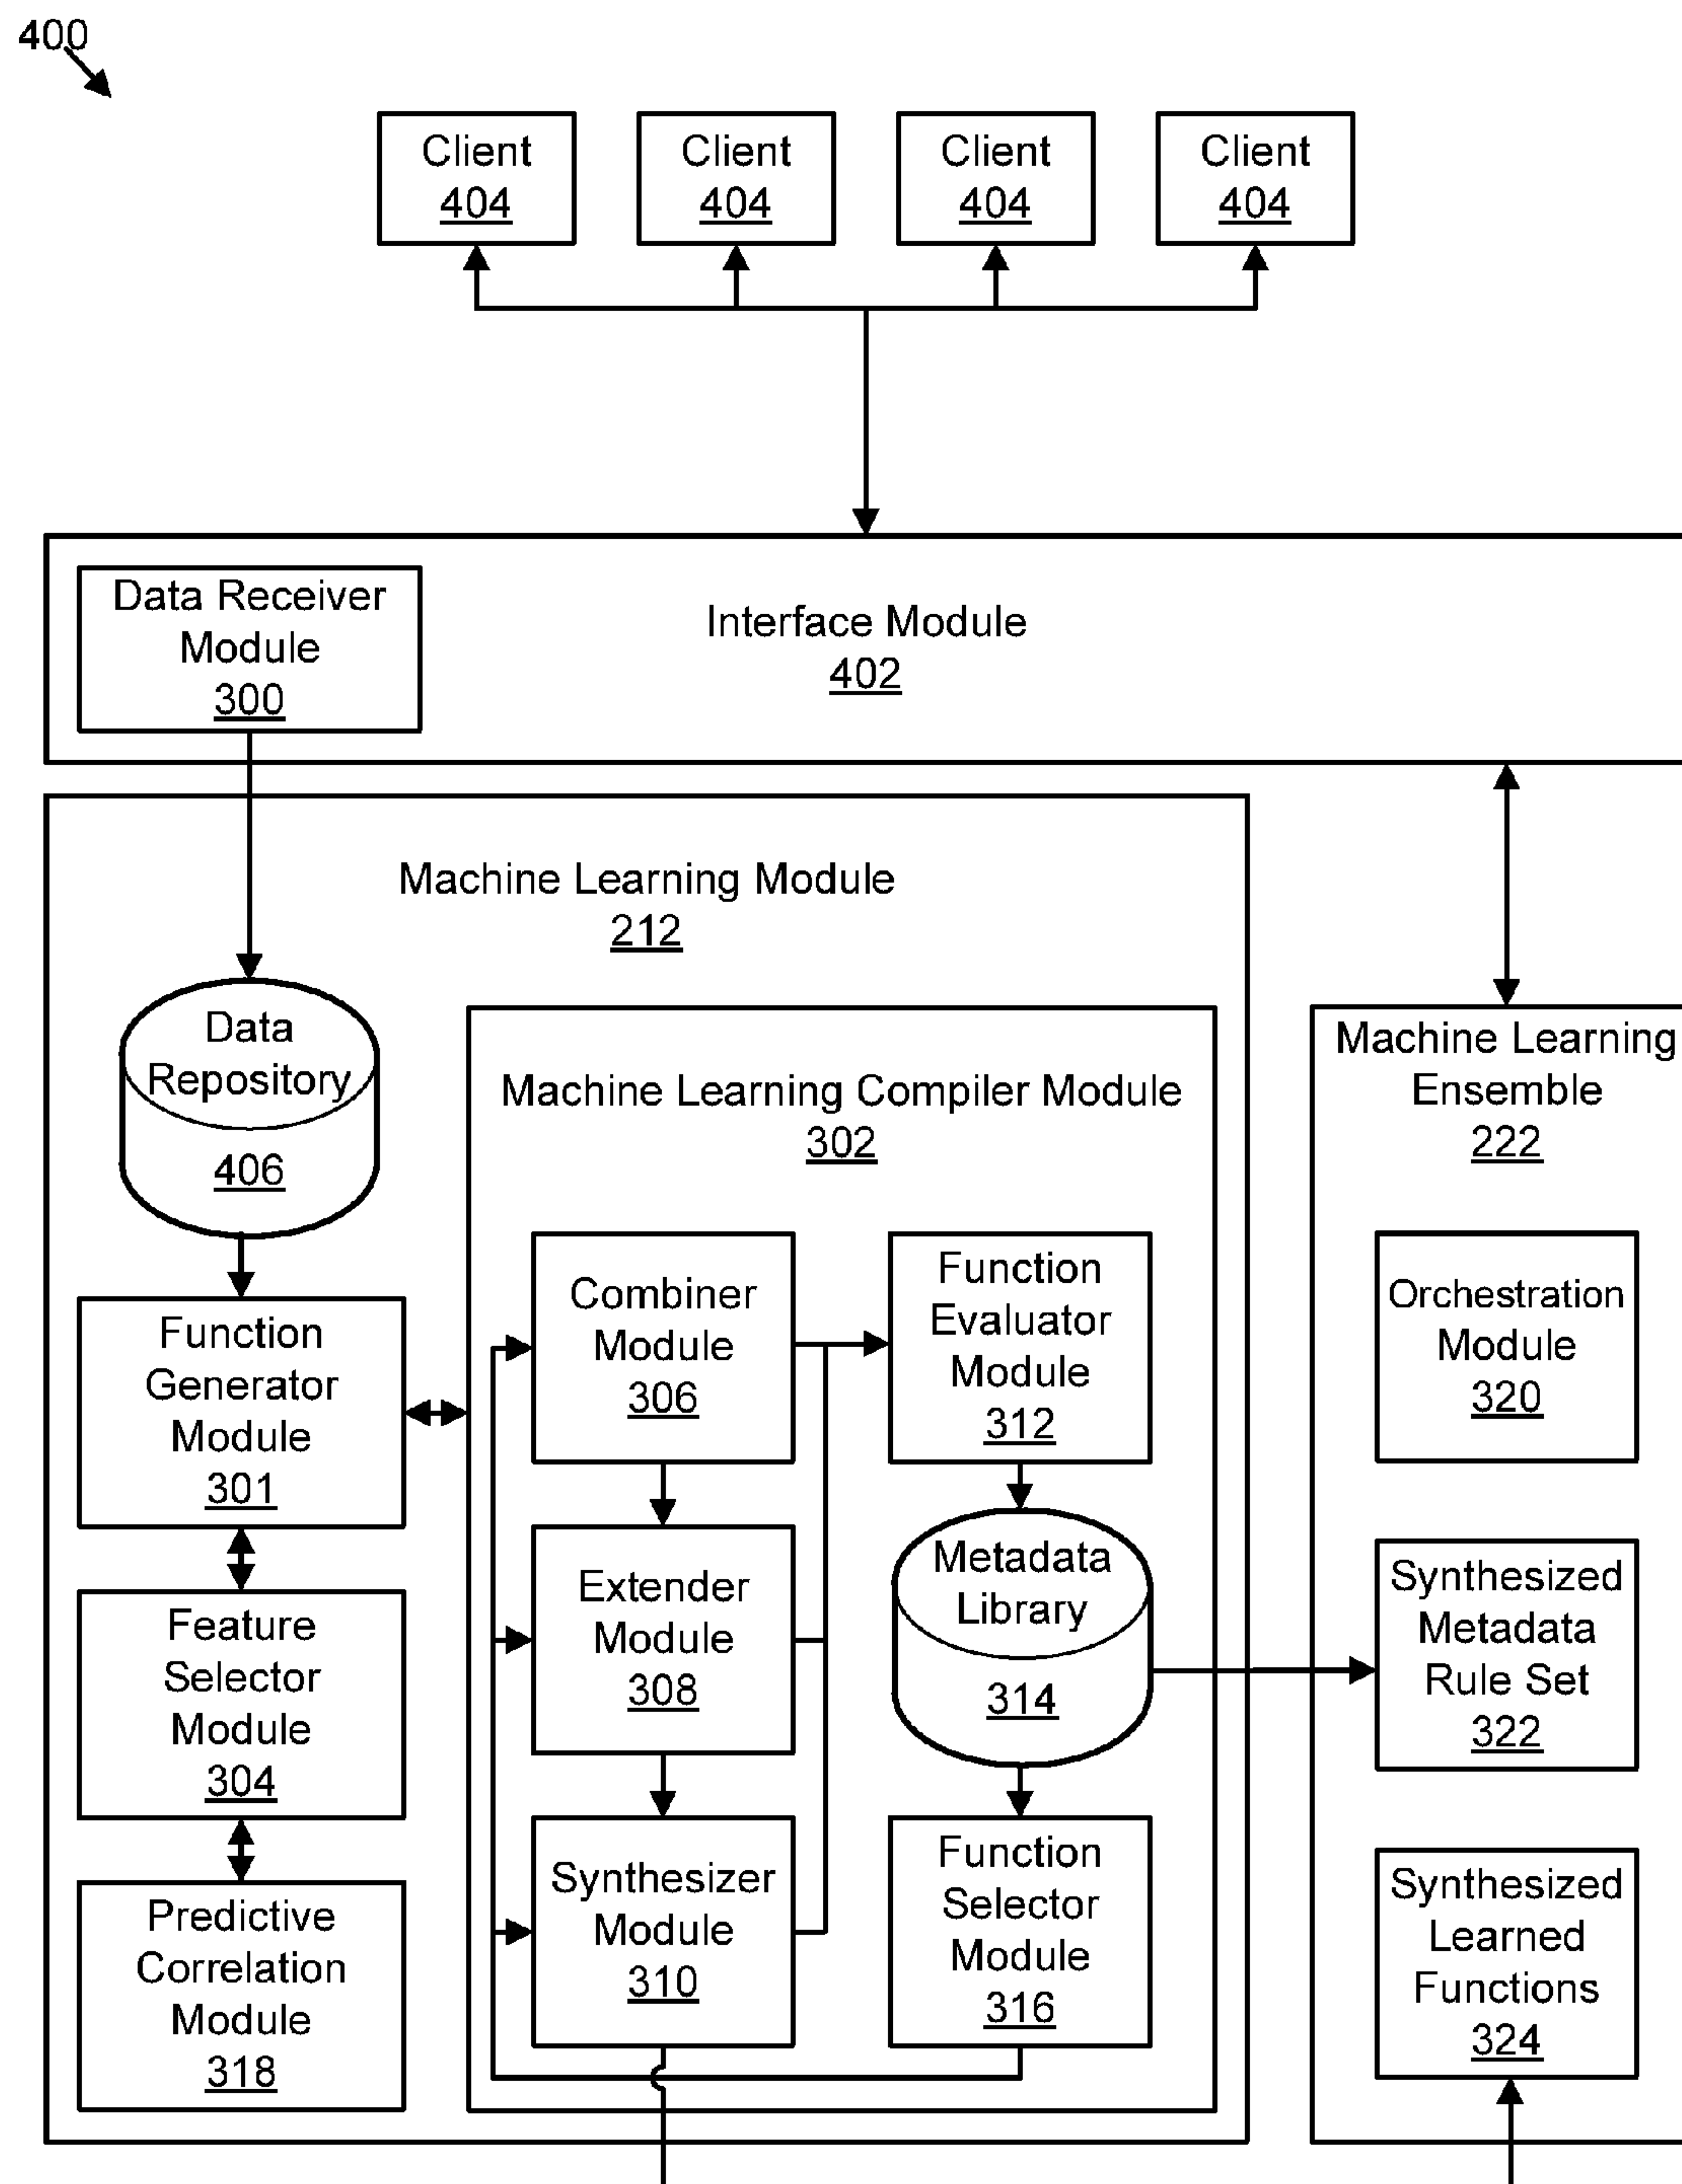 400
Client
404
Client
404
Client
404
Client
404
Data Receiver
Module
300
Interface Module
402
Machine Learning Module
212
Data
Repository
406
Machine Learning Compiler Module
302
Machine Learning
Ensemble
222
Function
Generator
Module
301
Feature
Selector
Module
304
Predictive
Correlation
Module
318
Combiner
Module
306
Extender
Module
308
Synthesizer
Module
310
Function
Evaluator
Module
312
Metadata
Library
314
Function
Selector
Module
316
Orchestration
Module
320
Synthesized
Metadata
Rule Set
322
Synthesized
Learned
Functions
324